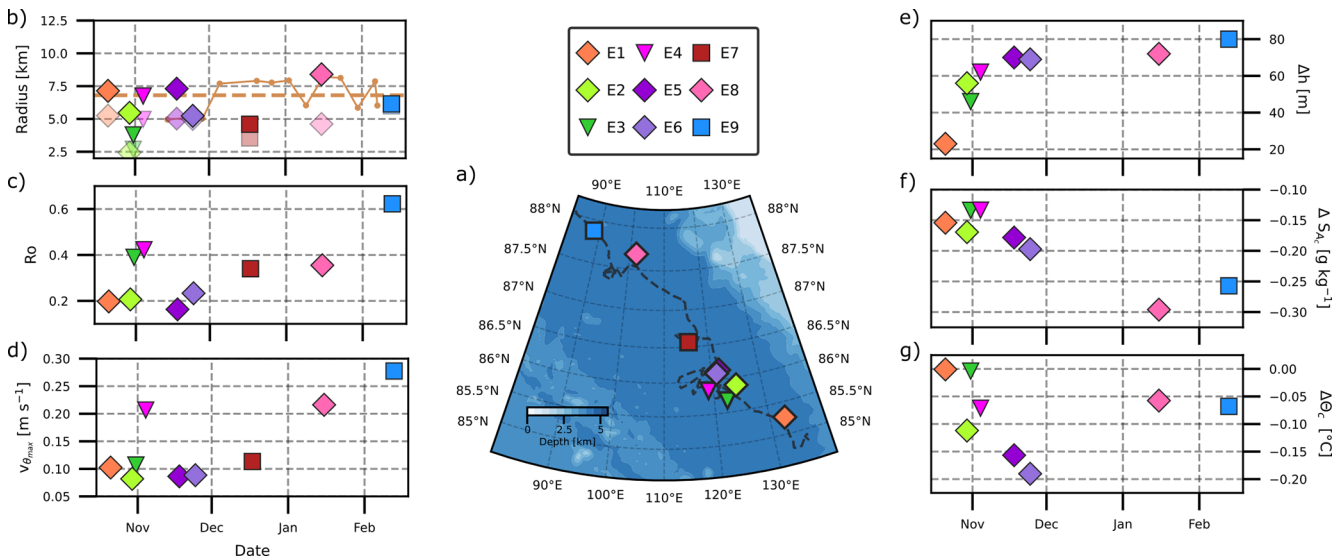 b)
12.5
10.0
7.5
5.0
2.5
Radius [km]
c)
0.6
0.4
0.2
Ro
d)
0.30
0.25
0.20
0.15
0.10
0.05
v_θmax [m s⁻¹]
Nov Dec Jan Feb
Date
E1 E4 E7
E2 E5 E8
E3 E6 E9
a)
90°E 110°E 130°E
88°N 88°N
87.5°N 87.5°N
87°N 87°N
86.5°N 86.5°N
86°N 86°N
85.5°N 85.5°N
85°N 85°N
0 2.5 5
Depth [km]
90°E 100°E 110°E 120°E 130°E
e)
80
60
40
20
Δh [m]
f)
−0.10
−0.15
−0.20
−0.25
−0.30
Δ S_Ac [g kg⁻¹]
g)
0.00
−0.05
−0.10
−0.15
−0.20
ΔΘc [°C]
Nov Dec Jan Feb